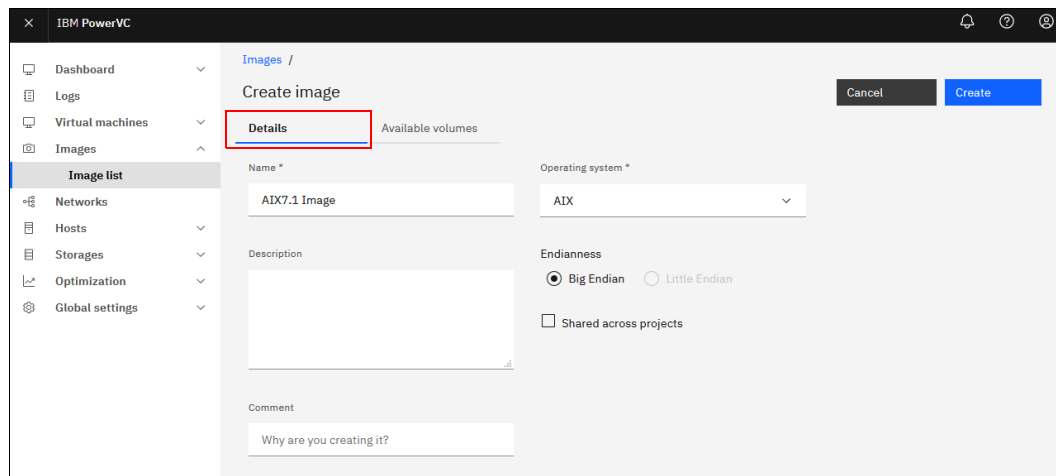 IBM PowerVC
Dashboard
Logs
Virtual machines
Images
Image list
Networks
Hosts
Storages
Optimization
Global settings
Images /
Create image
Cancel
Create
Details
Available volumes
Name *
AIX7.1 Image
Operating system *
AIX
Description
Endianness
Big Endian
Little Endian
Shared across projects
Comment
Why are you creating it?